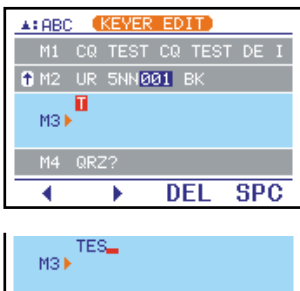 ▲:ABC KEYER EDIT
M1 CQ TEST CQ TEST DE I
↑ M2 UR 5NN001 BK
T
M3▶
M4 QRZ?
◀ ▶ DEL SPC
TES_
M3▶